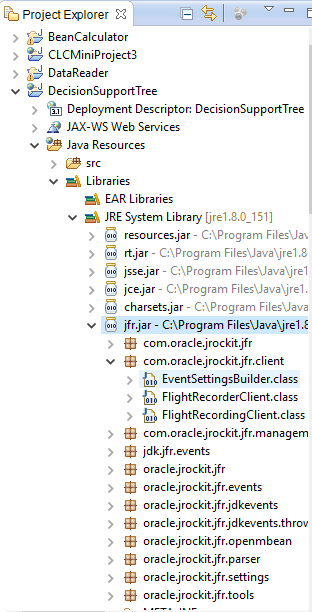 Project Explorer
BeanCalculator
CLCMiniProject3
DataReader
DecisionSupportTree
Deployment Descriptor: DecisionSupportTree
JAX-WS Web Services
Java Resources
src
Libraries
EAR Libraries
JRE System Library [jre1.8.0_151]
resources.jar - C:\Program Files\Jav
rt.jar - C:\Program Files\Java\jre1.8
jsse.jar - C:\Program Files\Java\jre1
jce.jar - C:\Program Files\Java\jre1.
charsets.jar - C:\Program Files\Java
jfr.jar - C:\Program Files\Java\jre1.8
com.oracle.jrockit.jfr
com.oracle.jrockit.jfr.client
EventSettingsBuilder.class
FlightRecorderClient.class
FlightRecordingClient.class
com.oracle.jrockit.jfr.managem
jdk.jfr.events
oracle.jrockit.jfr
oracle.jrockit.jfr.events
oracle.jrockit.jfr.jdkevents
oracle.jrockit.jfr.jdkevents.throw
oracle.jrockit.jfr.openmbean
oracle.jrockit.jfr.parser
oracle.jrockit.jfr.settings
oracle.jrockit.jfr.tools